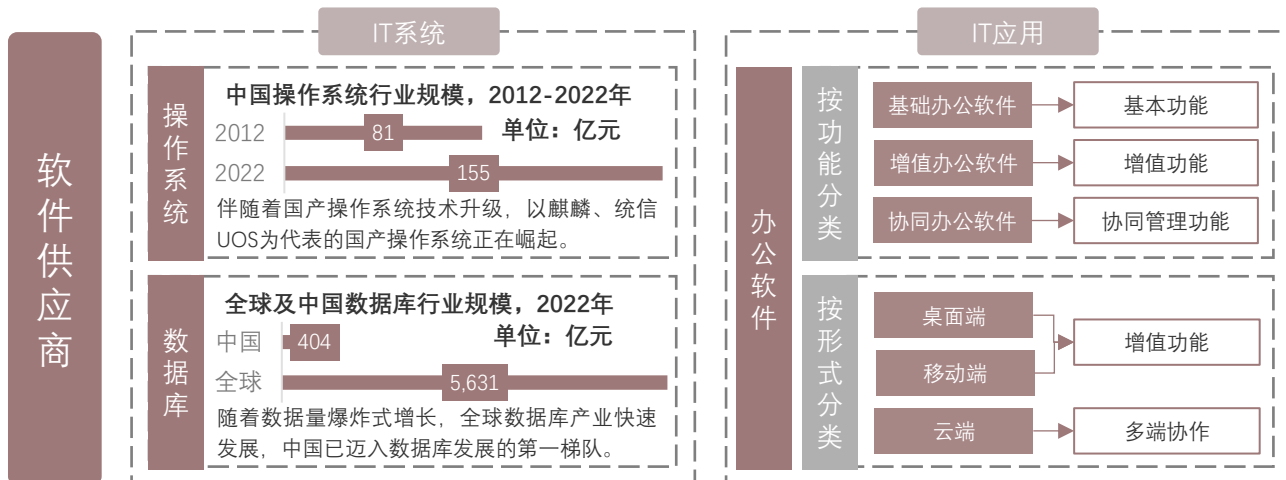 软件供应商
IT系统
操作系统
中国操作系统行业规模，2012-2022年
单位：亿元
2012
81
2022
155
伴随着国产操作系统技术升级，以麒麟、统信
UOS为代表的国产操作系统正在崛起。
数据库
全球及中国数据库行业规模，2022年
单位：亿元
中国
404
全球
5,631
随着数据量爆炸式增长，全球数据库产业快速
发展，中国已迈入数据库发展的第一梯队。
IT应用
办公软件
按功能分类
基础办公软件
基本功能
增值办公软件
增值功能
协同办公软件
协同管理功能
按形式分类
桌面端
移动端
增值功能
云端
多端协作